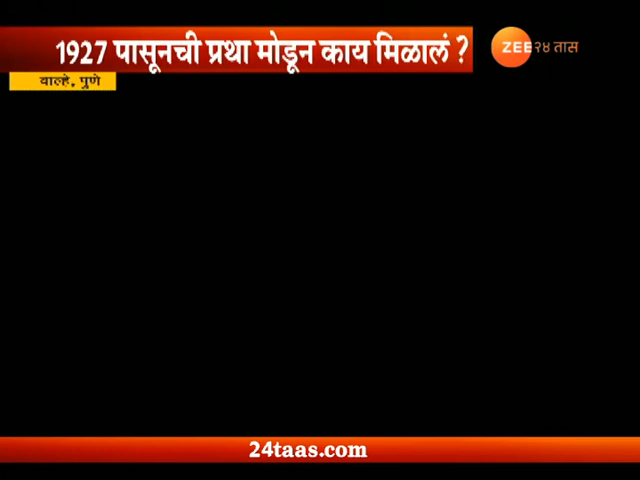 1927 पासूनची प्रथा मोडून काय मिळालं ?
ZEE २४ तास
वाल्हे, पुणे
24taas.com